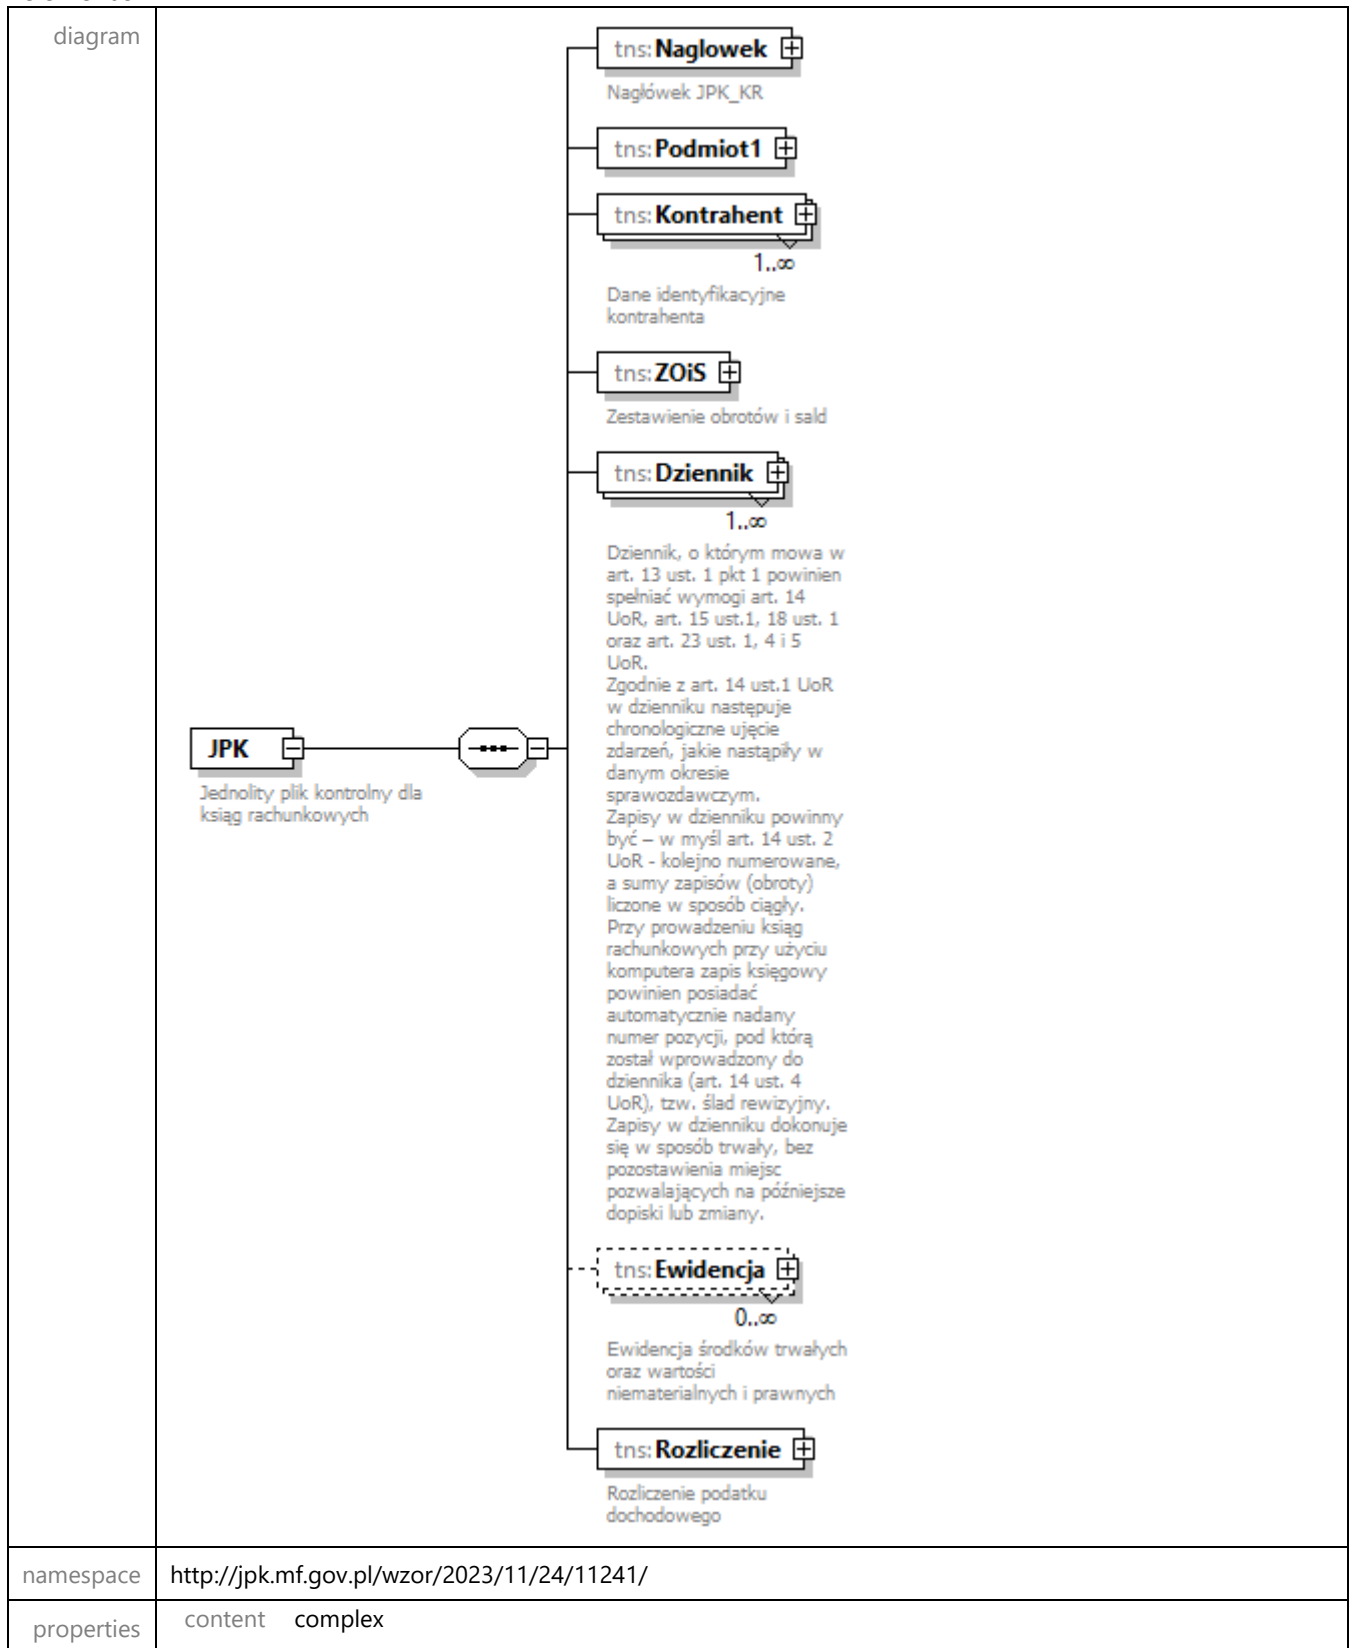 diagram
tns:Naglowek
Nagłówek JPK_KR
tns:Podmiot1
tns:Kontrahent
1..∞
Dane identyfikacyjne
kontrahenta
tns:ZOiS
Zestawienie obrotów i sald
tns:Dziennik
1..∞
Dziennik, o którym mowa w
art. 13 ust. 1 pkt 1 powinien
spełniać wymogi art. 14
UoR, art. 15 ust.1, 18 ust. 1
oraz art. 23 ust. 1, 4 i 5
UoR.
Zgodnie z art. 14 ust.1 UoR
w dzienniku następuje
chronologiczne ujęcie
zdarzeń, jakie nastąpiły w
danym okresie
sprawozdawczym.
Zapisy w dzienniku powinny
być – w myśl art. 14 ust. 2
UoR - kolejno numerowane,
a sumy zapisów (obroty)
liczone w sposób ciągły.
Przy prowadzeniu ksiąg
rachunkowych przy użyciu
komputera zapis księgowy
powinien posiadać
automatycznie nadany
numer pozycji, pod którą
został wprowadzony do
dziennika (art. 14 ust. 4
UoR), tzw. ślad rewizyjny.
Zapisy w dzienniku dokonuje
się w sposób trwały, bez
pozostawienia miejsc
pozwalających na późniejsze
dopiski lub zmiany.
JPK
Jednolity plik kontrolny dla
ksiąg rachunkowych
tns:Ewidencja
0..∞
Ewidencja środków trwałych
oraz wartości
niematerialnych i prawnych
tns:Rozliczenie
Rozliczenie podatku
dochodowego
namespace http://jpk.mf.gov.pl/wzor/2023/11/24/11241/
properties content complex